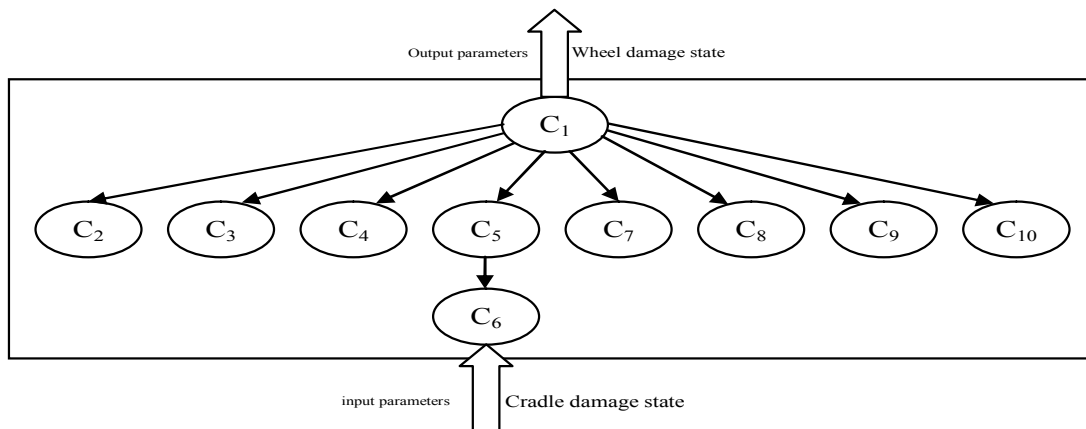 Output parameters Wheel damage state
C1
C2 C3 C4 C5 C7 C8 C9 C10
C6
input parameters Cradle damage state